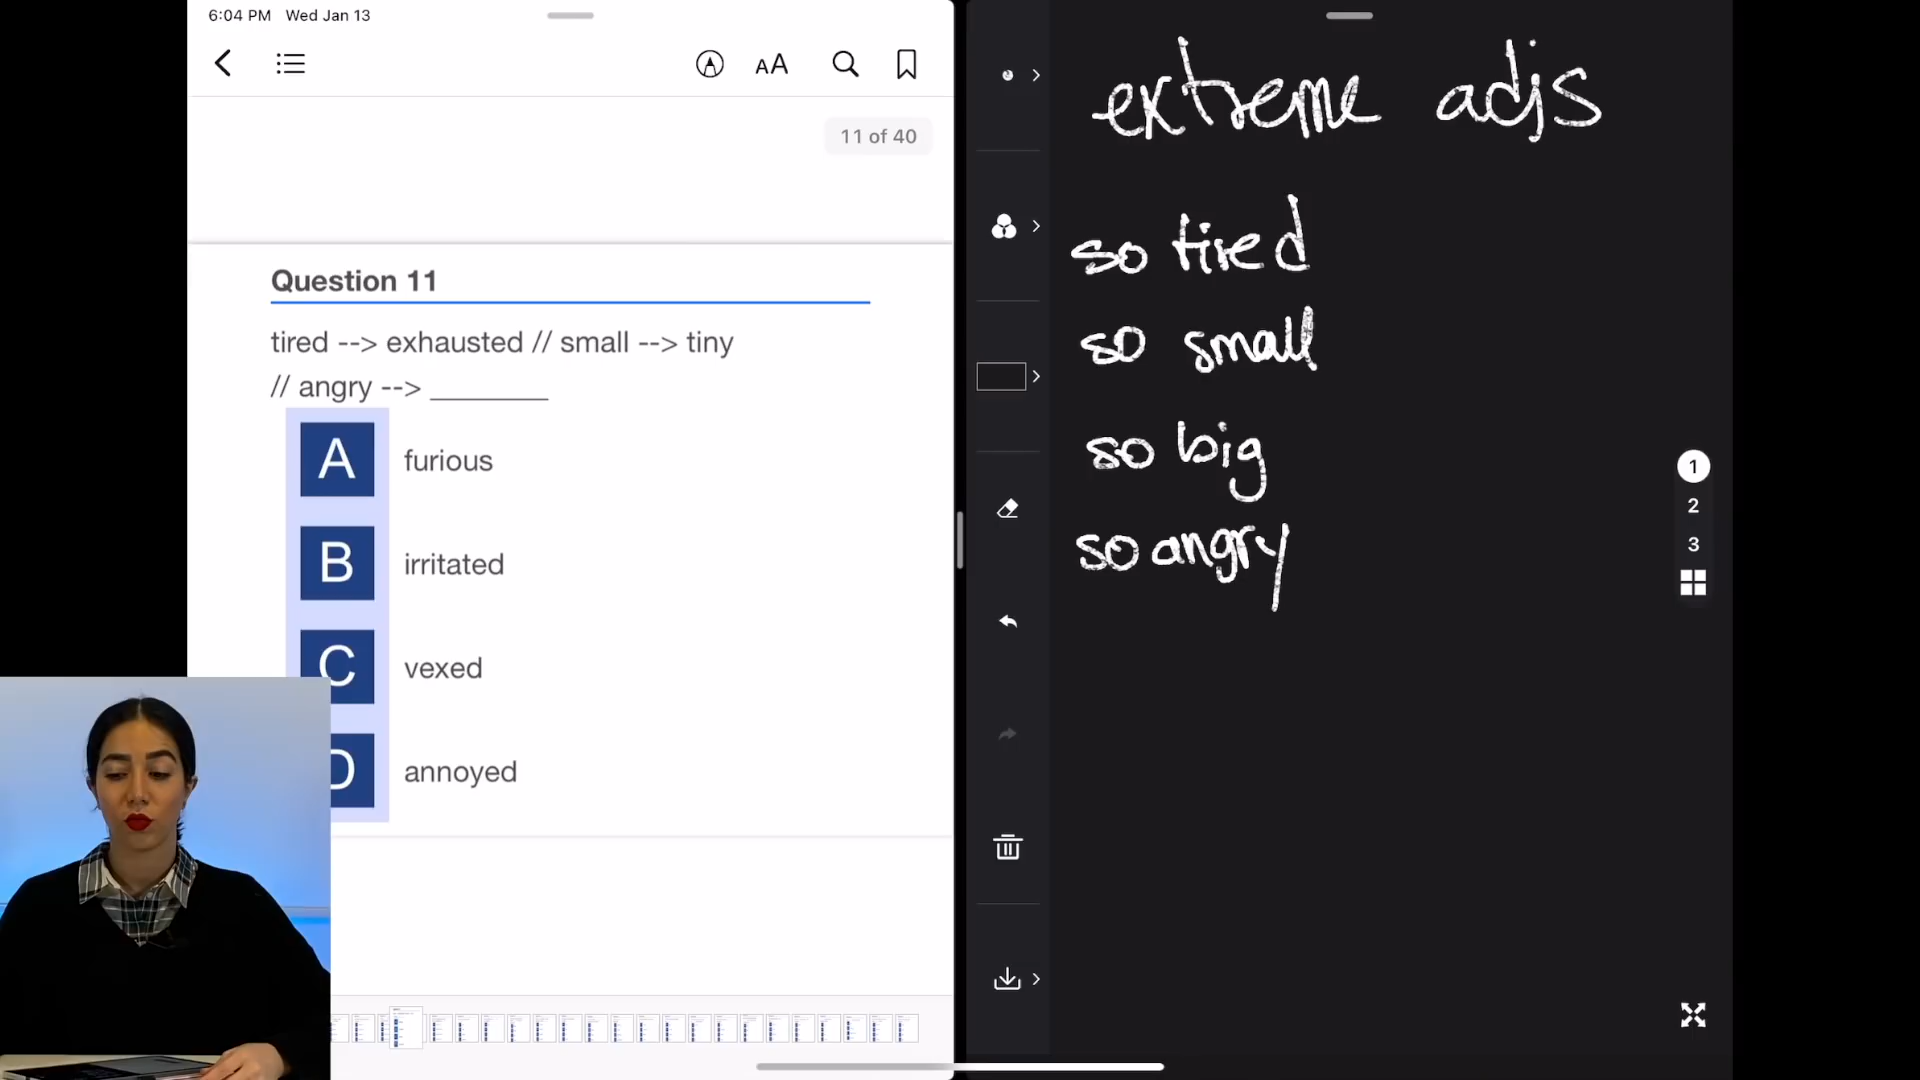 6:04 PM Wed Jan 13
AA
11 of 40
Question 11
tired --> exhausted // small --> tiny
// angry --> ________
A furious
B irritated
C vexed
D annoyed
extreme adjs
so tired
so small
so big
so angry
1
2
3